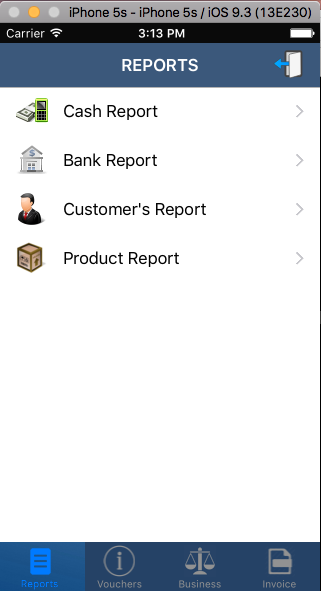 iPhone 5s - iPhone 5s / iOS 9.3 (13E230)
Carrier 3:13 PM
REPORTS
Cash Report
Bank Report
Customer's Report
Product Report
Reports Vouchers Business Invoice